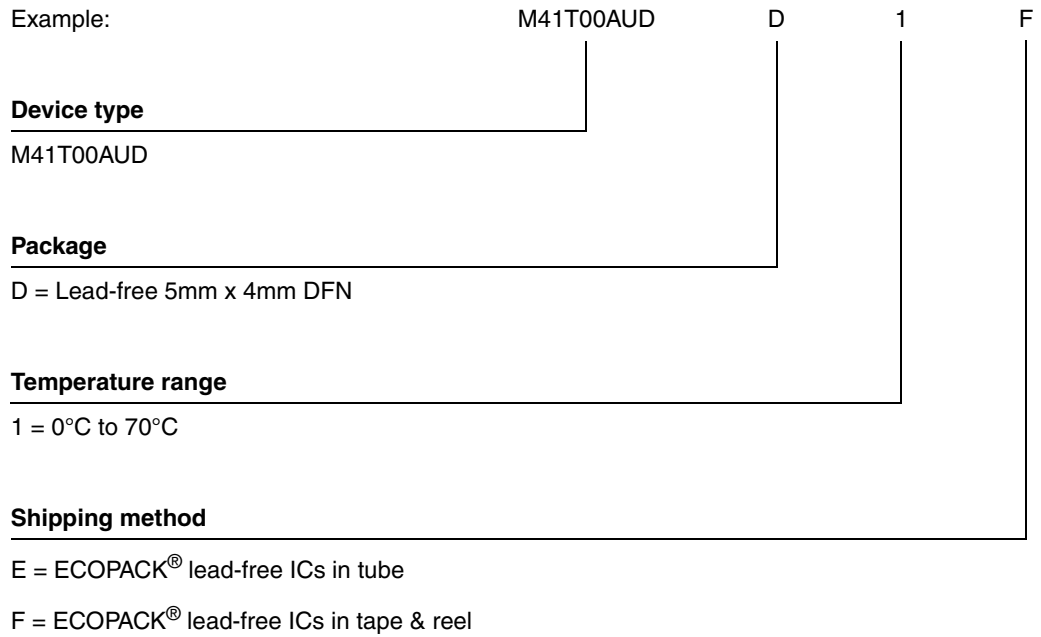 Example: M41T00AUD D 1 F
Device type
M41T00AUD
Package
D = Lead-free 5mm x 4mm DFN
Temperature range
1 = 0°C to 70°C
Shipping method
E = ECOPACK® lead-free ICs in tube
F = ECOPACK® lead-free ICs in tape & reel